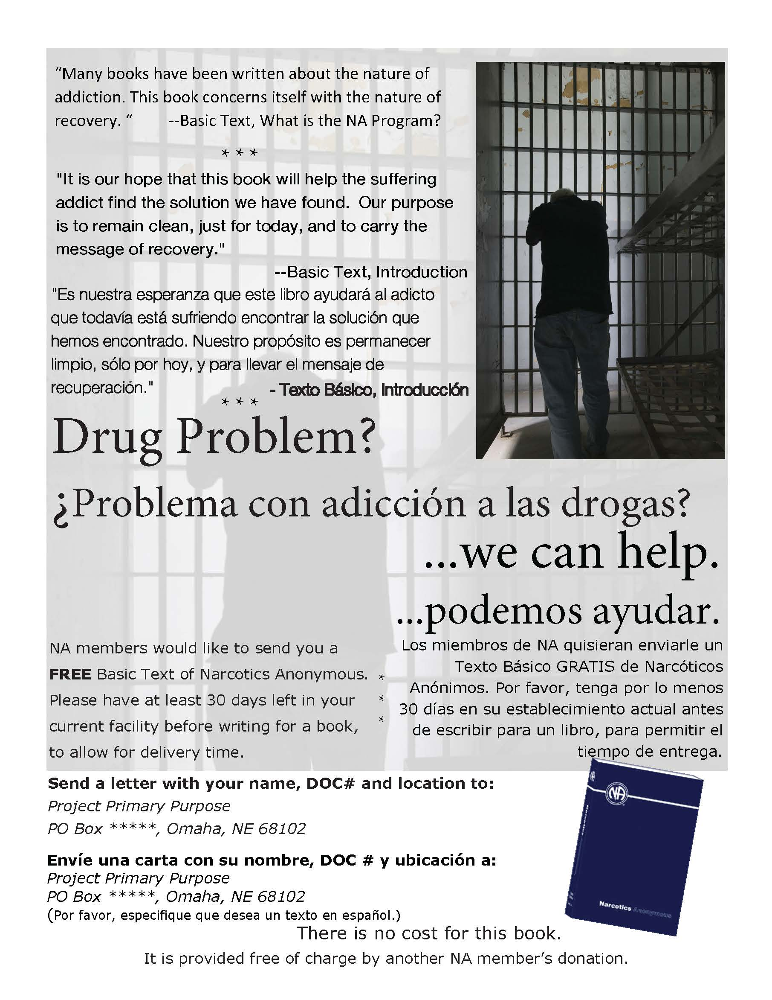 “Many books have been written about the nature of
addiction. This book concerns itself with the nature of
recovery. “ --Basic Text, What is the NA Program?
* * *
"It is our hope that this book will help the suffering
addict find the solution we have found. Our purpose
is to remain clean, just for today, and to carry the
message of recovery."
--Basic Text, Introduction
"Es nuestra esperanza que este libro ayudará al adicto
que todavía está sufriendo encontrar la solución que
hemos encontrado. Nuestro propósito es permanecer
limpio, sólo por hoy, y para llevar el mensaje de
recuperación." - Texto Básico, Introducción
* * *
Drug Problem?
¿Problema con adicción a las drogas?
...we can help.
...podemos ayudar.
NA members would like to send you a
FREE Basic Text of Narcotics Anonymous.
Please have at least 30 days left in your
current facility before writing for a book,
to allow for delivery time.
*
*
*
Los miembros de NA quisieran enviarle un
Texto Básico GRATIS de Narcóticos
Anónimos. Por favor, tenga por lo menos
30 días en su establecimiento actual antes
de escribir para un libro, para permitir el
tiempo de entrega.
Send a letter with your name, DOC# and location to:
Project Primary Purpose
PO Box *****, Omaha, NE 68102
Envíe una carta con su nombre, DOC # y ubicación a:
Project Primary Purpose
PO Box *****, Omaha, NE 68102
(Por favor, especifique que desea un texto en español.)
NA
NA
Narcotics
Narcotics Anonymous
There is no cost for this book.
It is provided free of charge by another NA member’s donation.